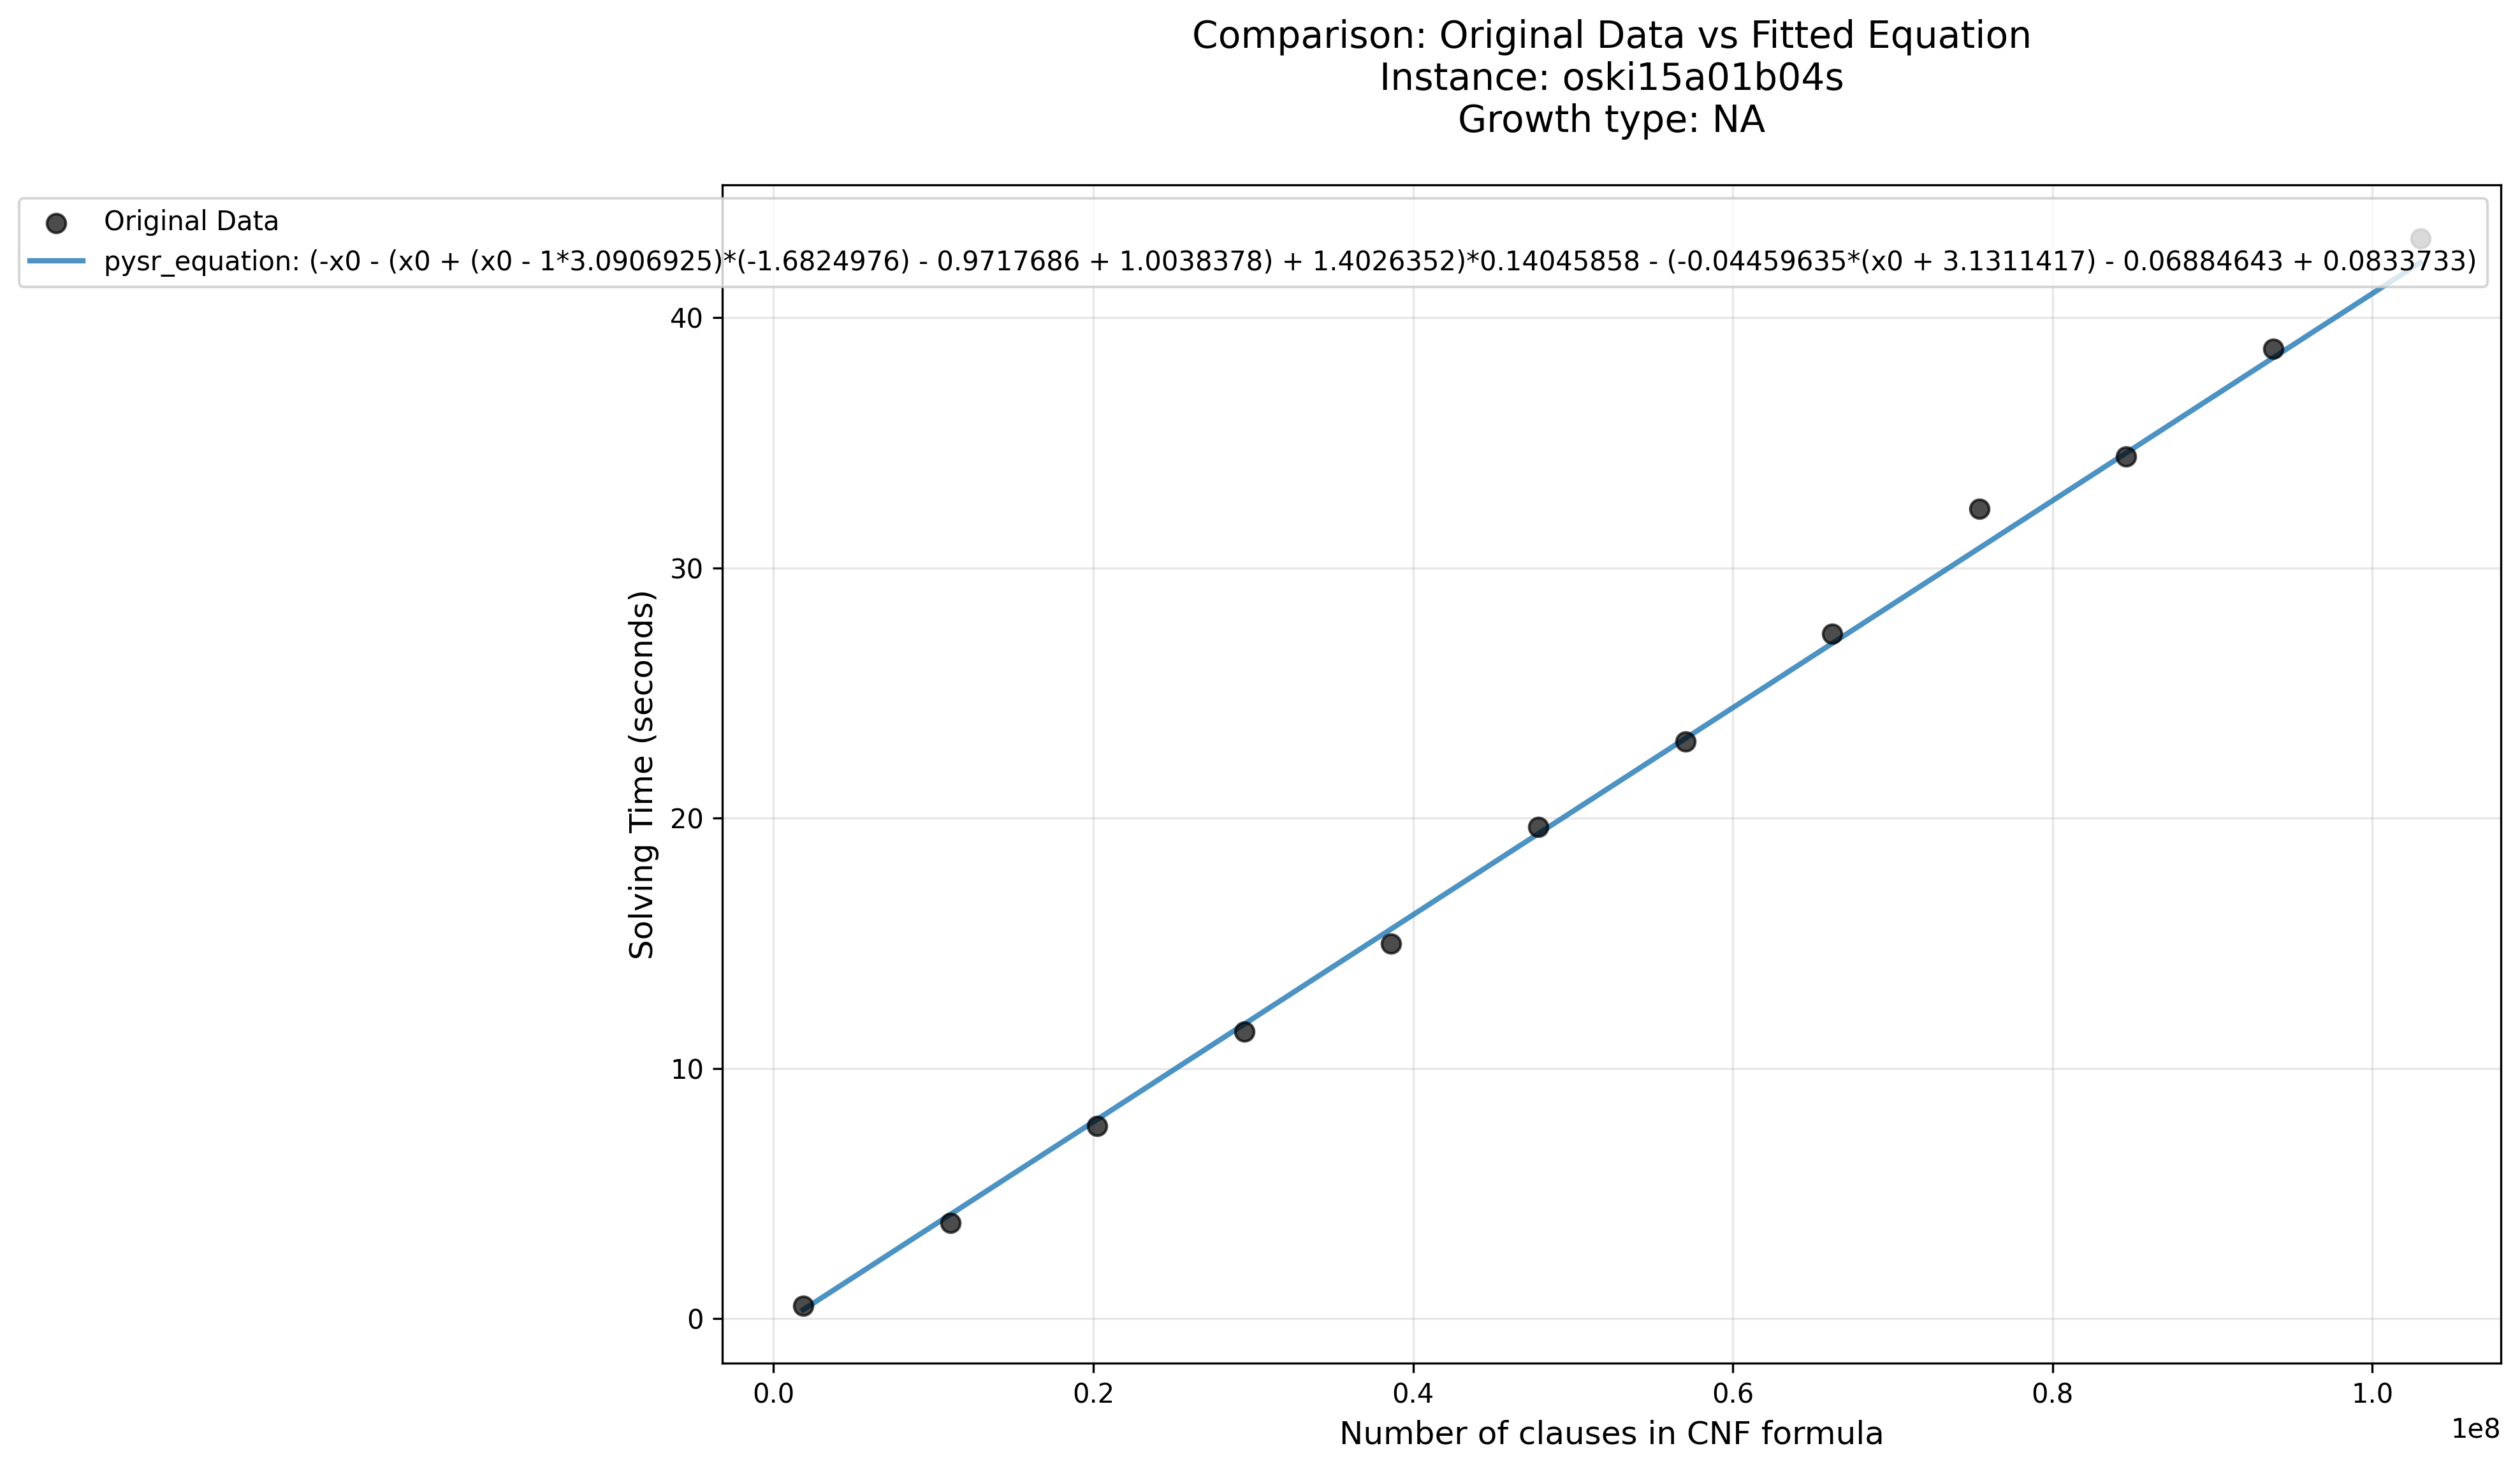 Comparison: Original Data vs Fitted Equation
Instance: oski15a01b04s
Growth type: NA
Original Data
pysr_equation: (-x0 - (x0 + (x0 - 1*3.0906925)*(-1.6824976) - 0.9717686 + 1.0038378) + 1.4026352)*0.14045858 - (-0.04459635*(x0 + 3.1311417) - 0.06884643 + 0.0833733)
40
30
20
10
0
Solving Time (seconds)
0.0 0.2 0.4 0.6 0.8 1.0
1e8
Number of clauses in CNF formula